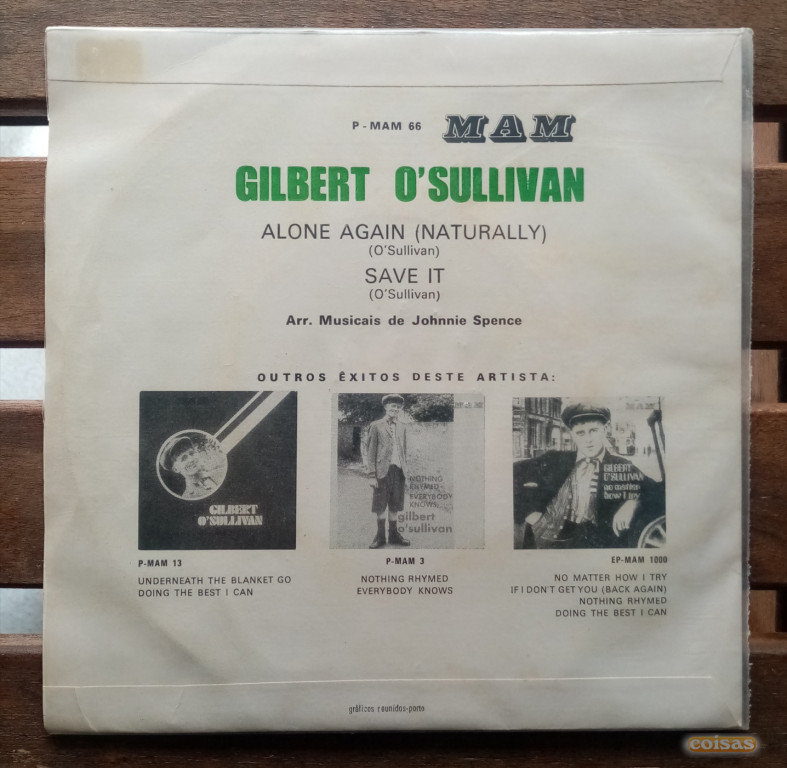 P-MAM 66 MAM
GILBERT O'SULLIVAN
ALONE AGAIN (NATURALLY)
(O'Sullivan)
SAVE IT
(O'Sullivan)
Arr. Musicais de Johnnie Spence
OUTROS ÊXITOS DESTE ARTISTA:
GILBERT
O'SULLIVAN
P-MAM 13
UNDERNEATH THE BLANKET GO
DOING THE BEST I CAN
MAM
NOTHING
RHYMED
EVERYBODY
KNOWS
gilbert
o'sullivan
P-MAM 3
NOTHING RHYMED
EVERYBODY KNOWS
MAM
GILBERT
O'SULLIVAN
no matter
how I try
EP-MAM 1000
NO MATTER HOW I TRY
IF I DON'T GET YOU (BACK AGAIN)
NOTHING RHYMED
DOING THE BEST I CAN
gráficos reunidos-porto
coisas